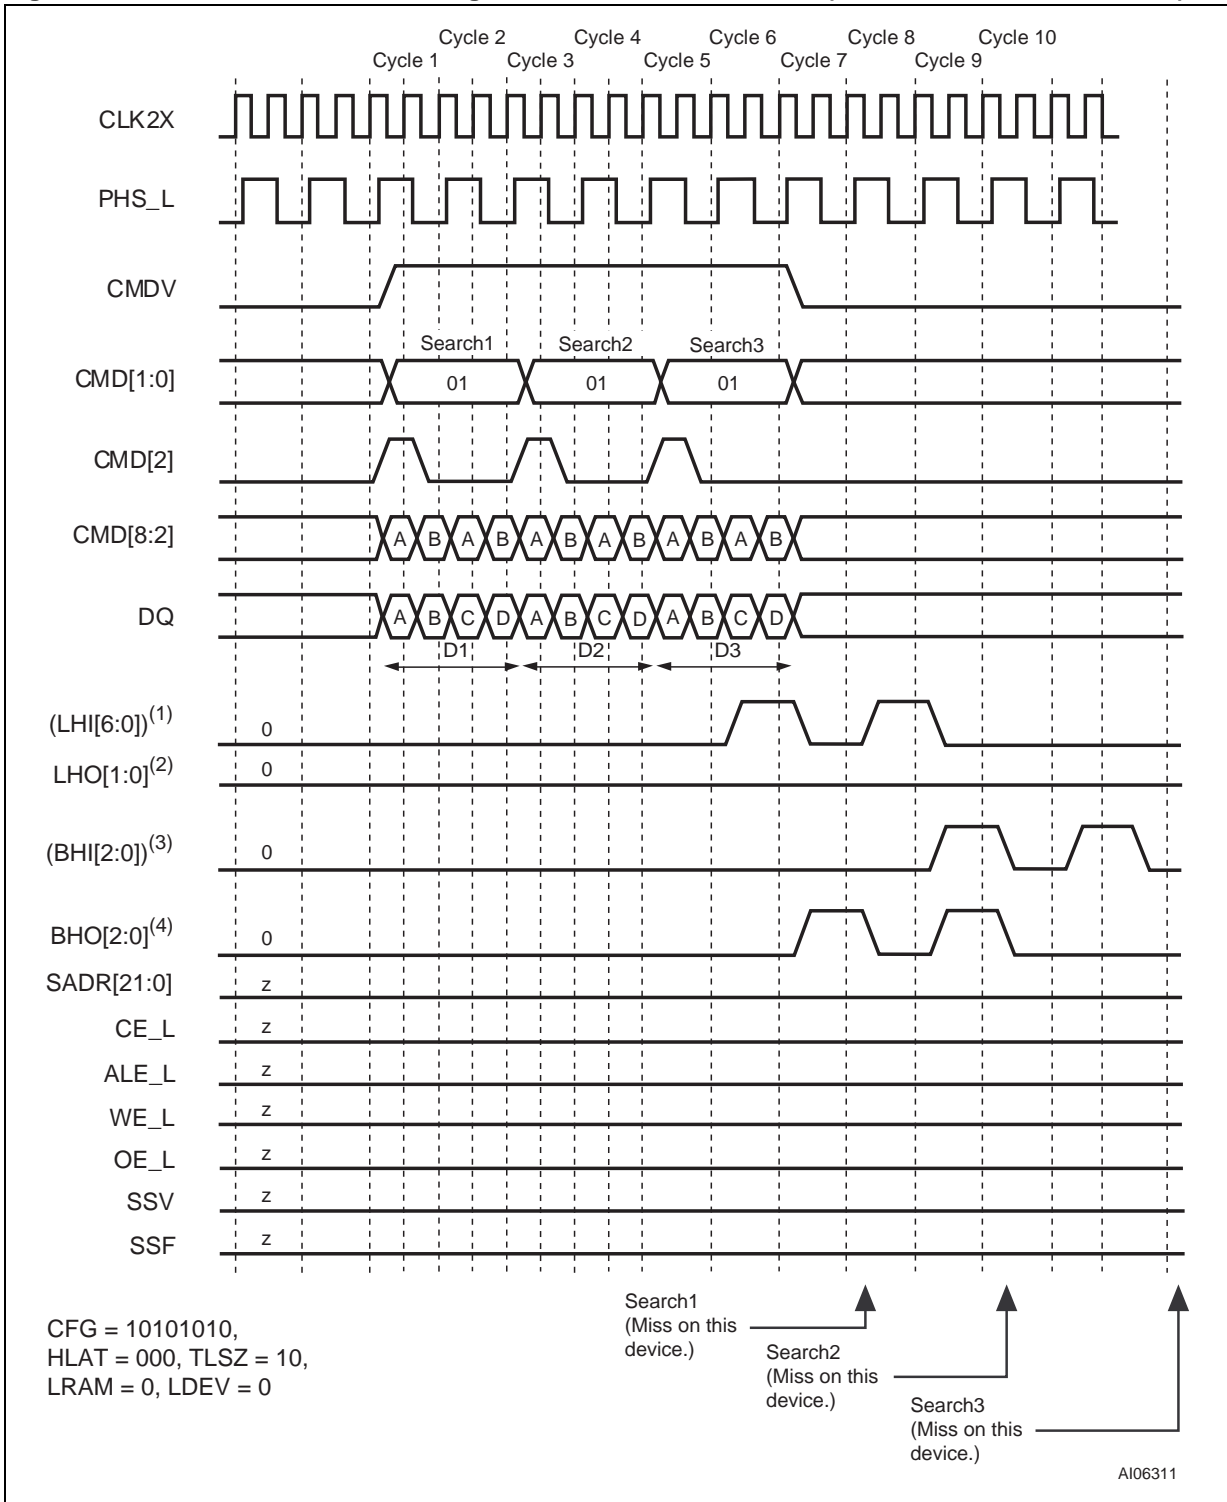 Cycle 2 Cycle 4 Cycle 6 Cycle 8 Cycle 10
Cycle 1 Cycle 3 Cycle 5 Cycle 7 Cycle 9
CLK2X
PHS_L
CMDV
Search1 Search2 Search3
CMD[1:0] 01 01 01
CMD[2]
CMD[8:2] A B A B A B A B A B A B
DQ A B C D A B C D A B C D
D1 D2 D3
(LHI[6:0])(1) 0
LHO[1:0](2) 0
(BHI[2:0])(3) 0
BHO[2:0](4) 0
SADR[21:0] z
CE_L z
ALE_L z
WE_L z
OE_L z
SSV z
SSF z
Search1
(Miss on this
device.)
Search2
(Miss on this
device.)
Search3
(Miss on this
device.)
CFG = 10101010,
HLAT = 000, TLSZ = 10,
LRAM = 0, LDEV = 0
AI06311